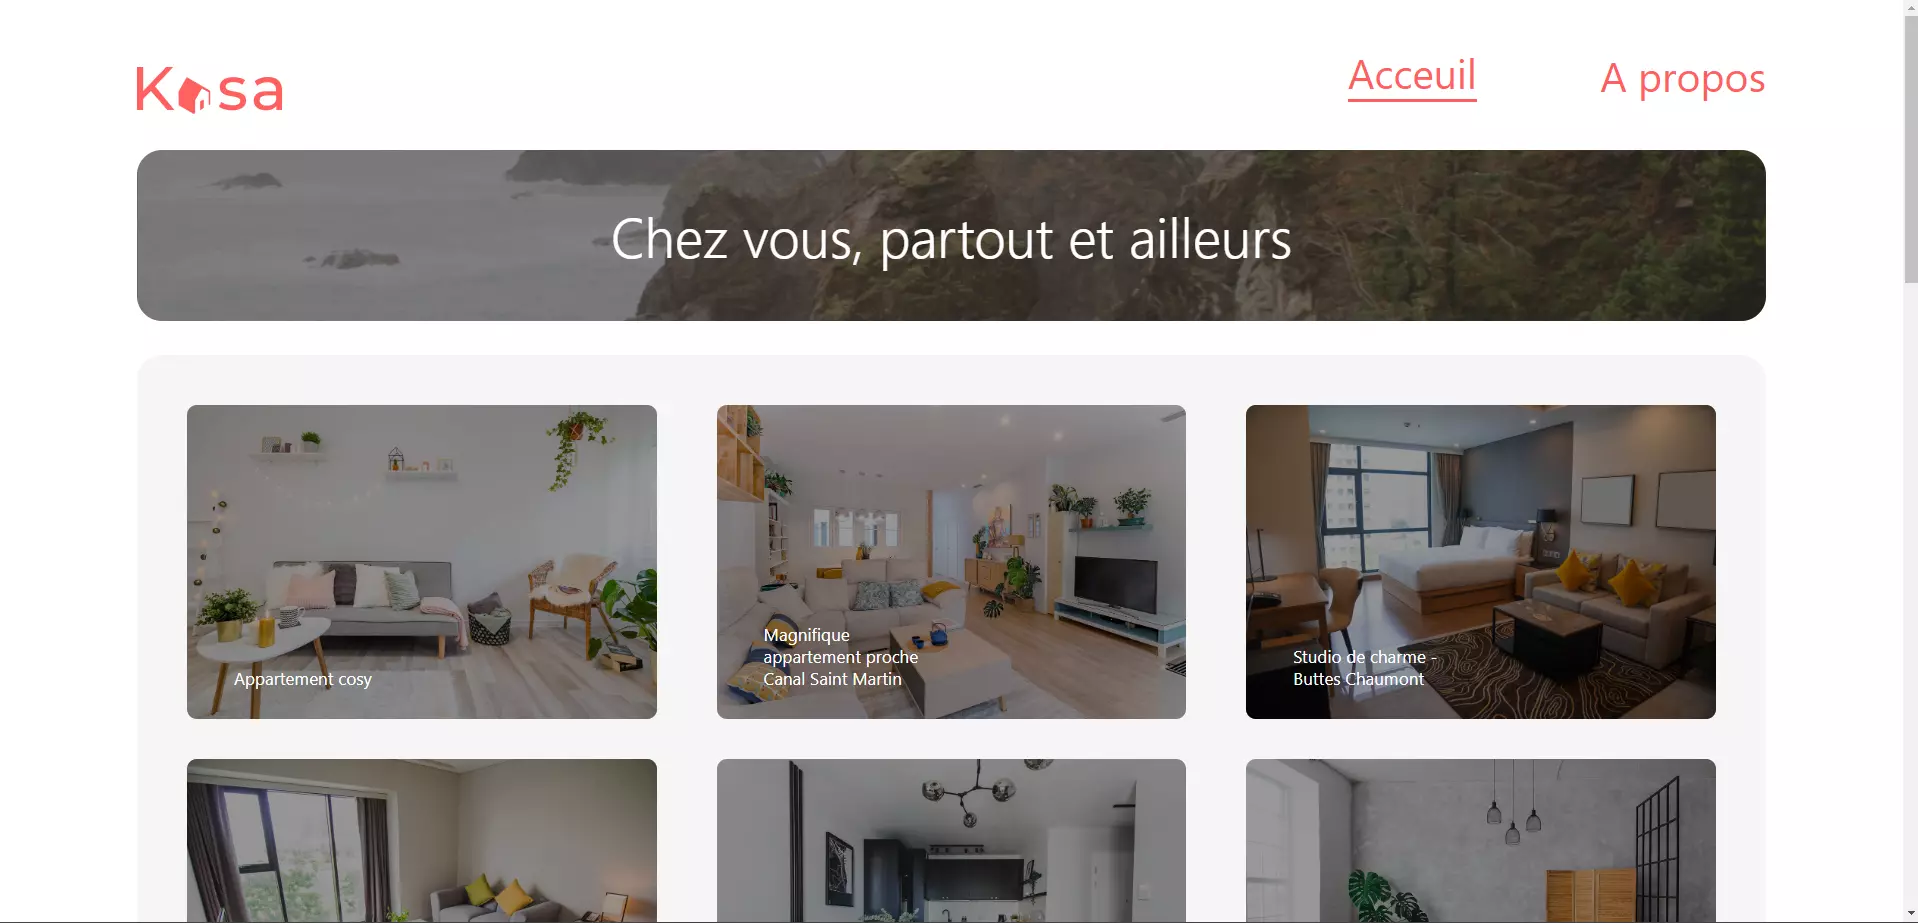 Kasa
Acceuil
A propos
Chez vous, partout et ailleurs
Appartement cosy
Magnifique
appartement proche
Canal Saint Martin
Studio de charme -
Buttes Chaumont